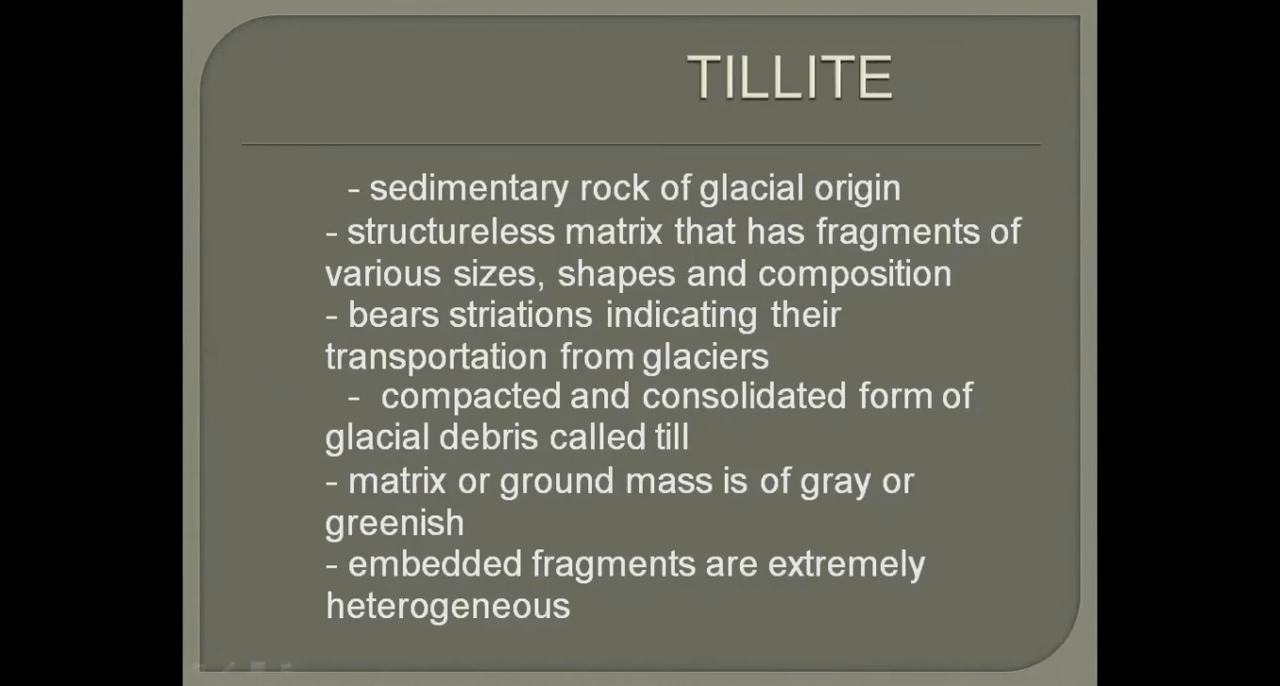 TILLITE
- sedimentary rock of glacial origin
- structureless matrix that has fragments of
various sizes, shapes and composition
- bears striations indicating their
transportation from glaciers
- compacted and consolidated form of
glacial debris called till
- matrix or ground mass is of gray or
greenish
- embedded fragments are extremely
heterogeneous